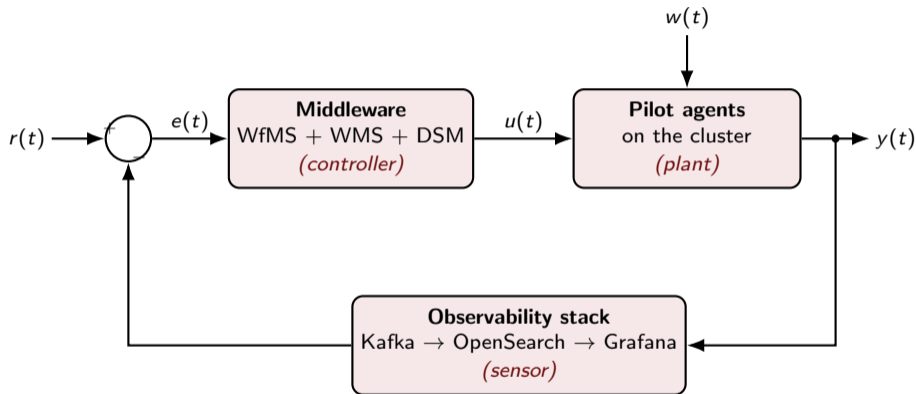 w(t)
r(t)
+
−
e(t)
Middleware
WfMS + WMS + DSM
(controller)
u(t)
Pilot agents
on the cluster
(plant)
y(t)
Observability stack
Kafka → OpenSearch → Grafana
(sensor)